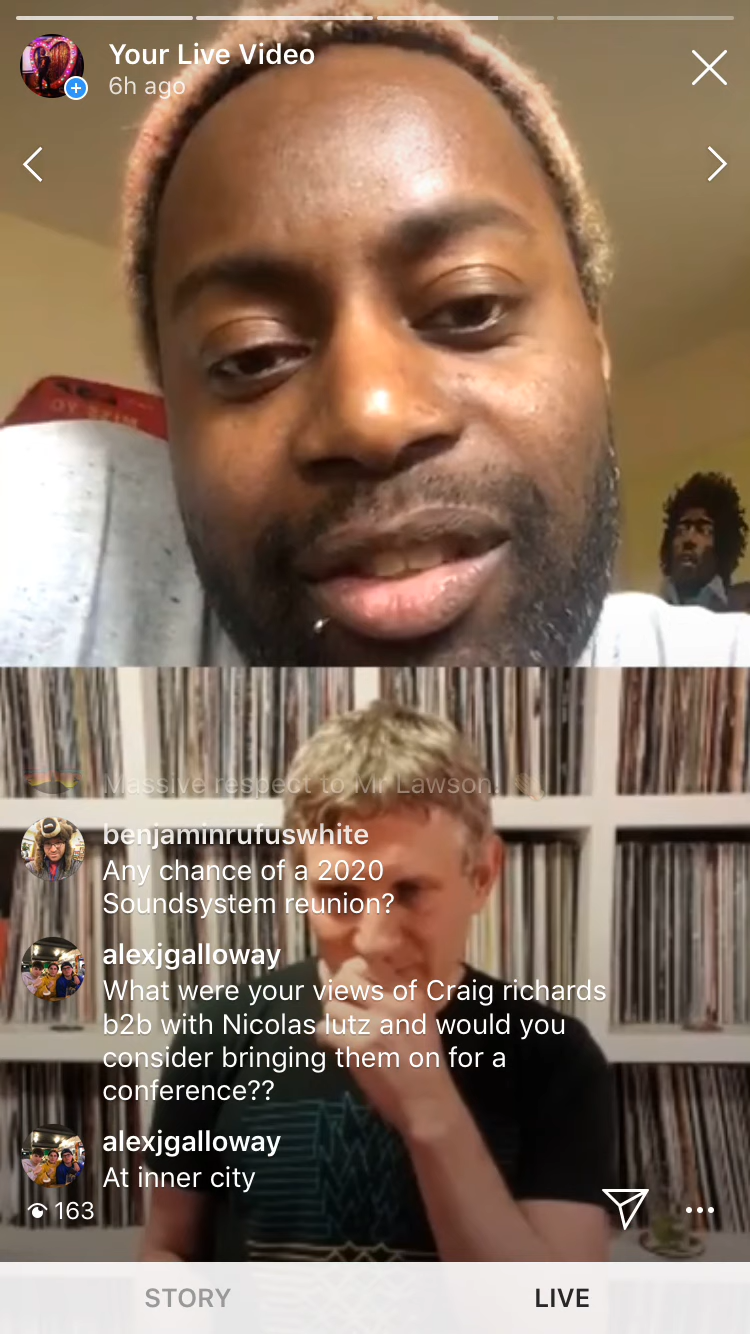 Your Live Video
6h ago
Massive respect to Mr Lawson!
benjaminrufuswhite
Any chance of a 2020
Soundsystem reunion?
alexjgalloway
What were your views of Craig richards
b2b with Nicolas lutz and would you
consider bringing them on for a
conference??
alexjgalloway
At inner city
163
STORY
LIVE